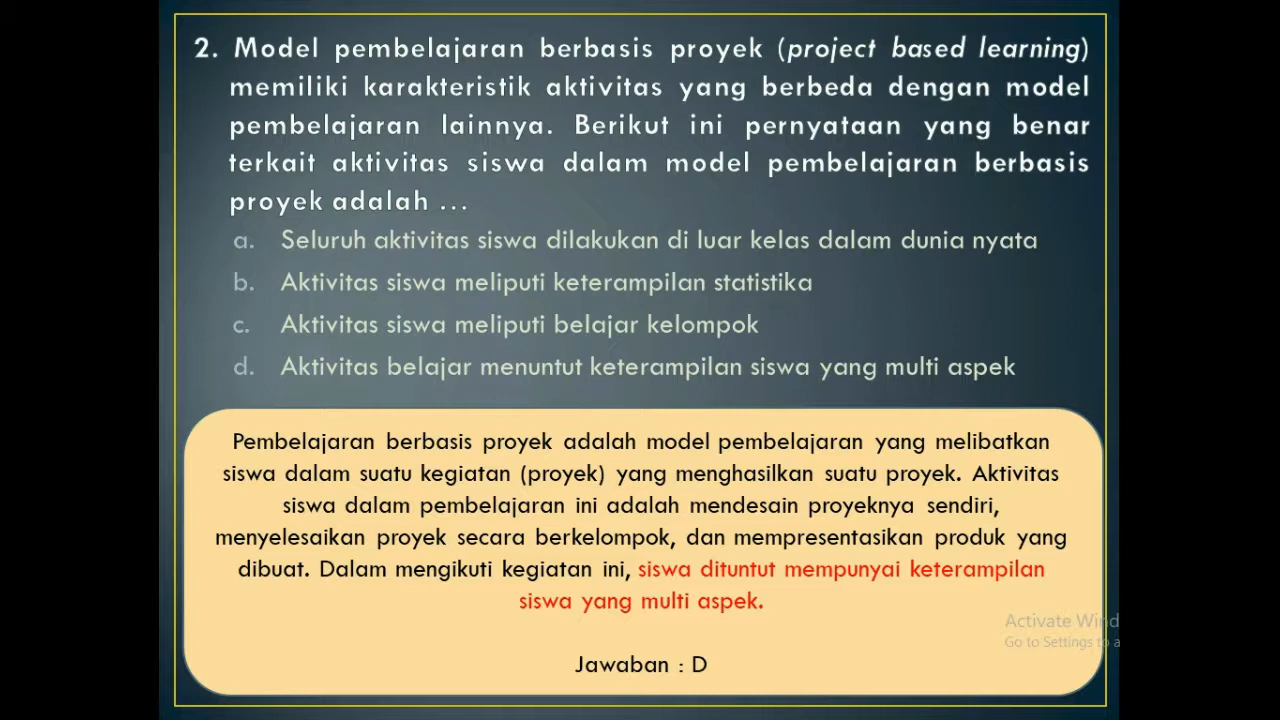 2. Model pembelajaran berbasis proyek (project based learning)
memiliki karakteristik aktivitas yang berbeda dengan model
pembelajaran lainnya. Berikut ini pernyataan yang benar
terkait aktivitas siswa dalam model pembelajaran berbasis
proyek adalah ...
a. Seluruh aktivitas siswa dilakukan di luar kelas dalam dunia nyata
b. Aktivitas siswa meliputi keterampilan statistika
c. Aktivitas siswa meliputi belajar kelompok
d. Aktivitas belajar menuntut keterampilan siswa yang multi aspek
Pembelajaran berbasis proyek adalah model pembelajaran yang melibatkan
siswa dalam suatu kegiatan (proyek) yang menghasilkan suatu proyek. Aktivitas
siswa dalam pembelajaran ini adalah mendesain proyeknya sendiri,
menyelesaikan proyek secara berkelompok, dan mempresentasikan produk yang
dibuat. Dalam mengikuti kegiatan ini, siswa dituntut mempunyai keterampilan
siswa yang multi aspek.
Activate Wind
Go to Settings to a
Jawaban : D